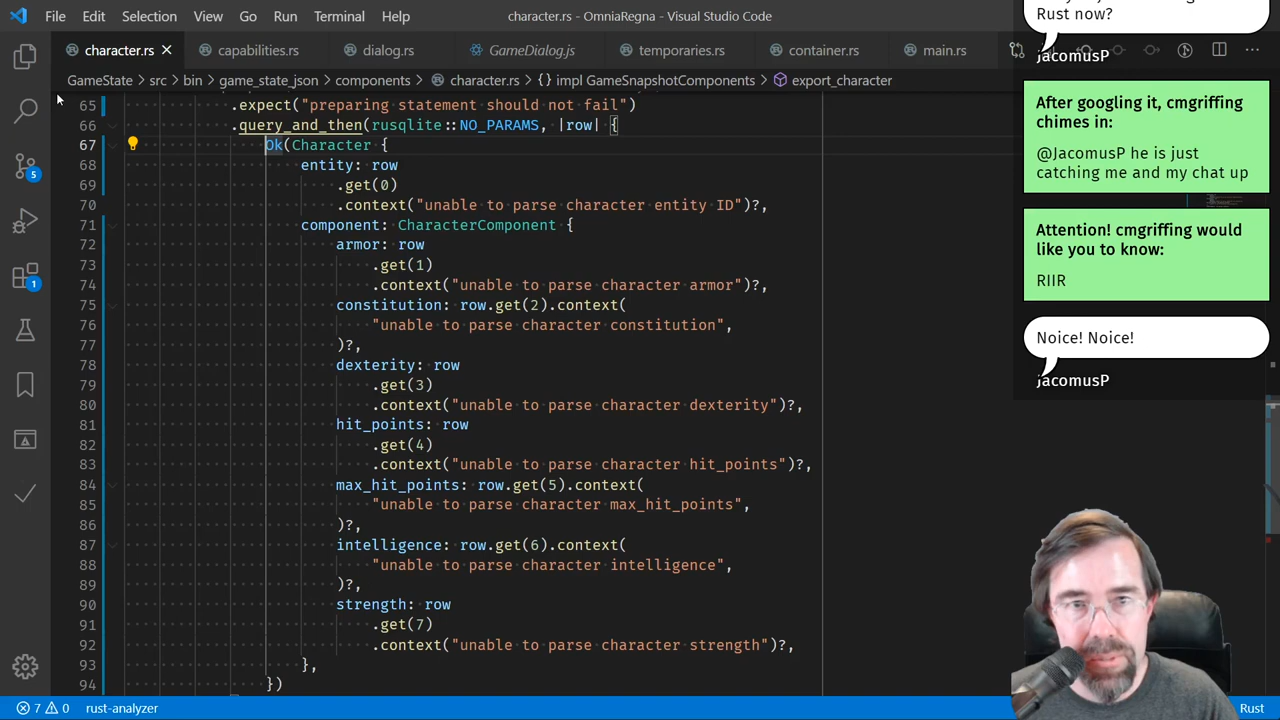 File Edit Selection View Go Run Terminal Help
character.rs - OmniaRegna - Visual Studio Code
character.rs capabilities.rs dialog.rs GameDialog.js temporaries.rs container.rs main.rs
GameState > src > bin > game_state_json > components > character.rs > {} impl GameSnapshotComponents > export_character
65 .expect("preparing statement should not fail")
66 .query_and_then(rusqlite::NO_PARAMS, |row| {
67 Ok(Character {
68 entity: row
69 .get(0)
70 .context("unable to parse character entity ID")?,
71 component: CharacterComponent {
72 armor: row
73 .get(1)
74 .context("unable to parse character armor")?,
75 constitution: row.get(2).context(
76 "unable to parse character constitution",
77 )?,
78 dexterity: row
79 .get(3)
80 .context("unable to parse character dexterity")?,
81 hit_points: row
82 .get(4)
83 .context("unable to parse character hit_points")?,
84 max_hit_points: row.get(5).context(
85 "unable to parse character max_hit_points",
86 )?,
87 intelligence: row.get(6).context(
88 "unable to parse character intelligence",
89 )?,
90 strength: row
91 .get(7)
92 .context("unable to parse character strength")?,
93 },
94 })
5
1
Rust now?
jacomusP
After googling it, cmgriffing
chimes in:
@JacomusP he is just
catching me and my chat up
Attention! cmgriffing would
like you to know:
RIIR
Noice! Noice!
jacomusP
7 0 rust-analyzer
Rust